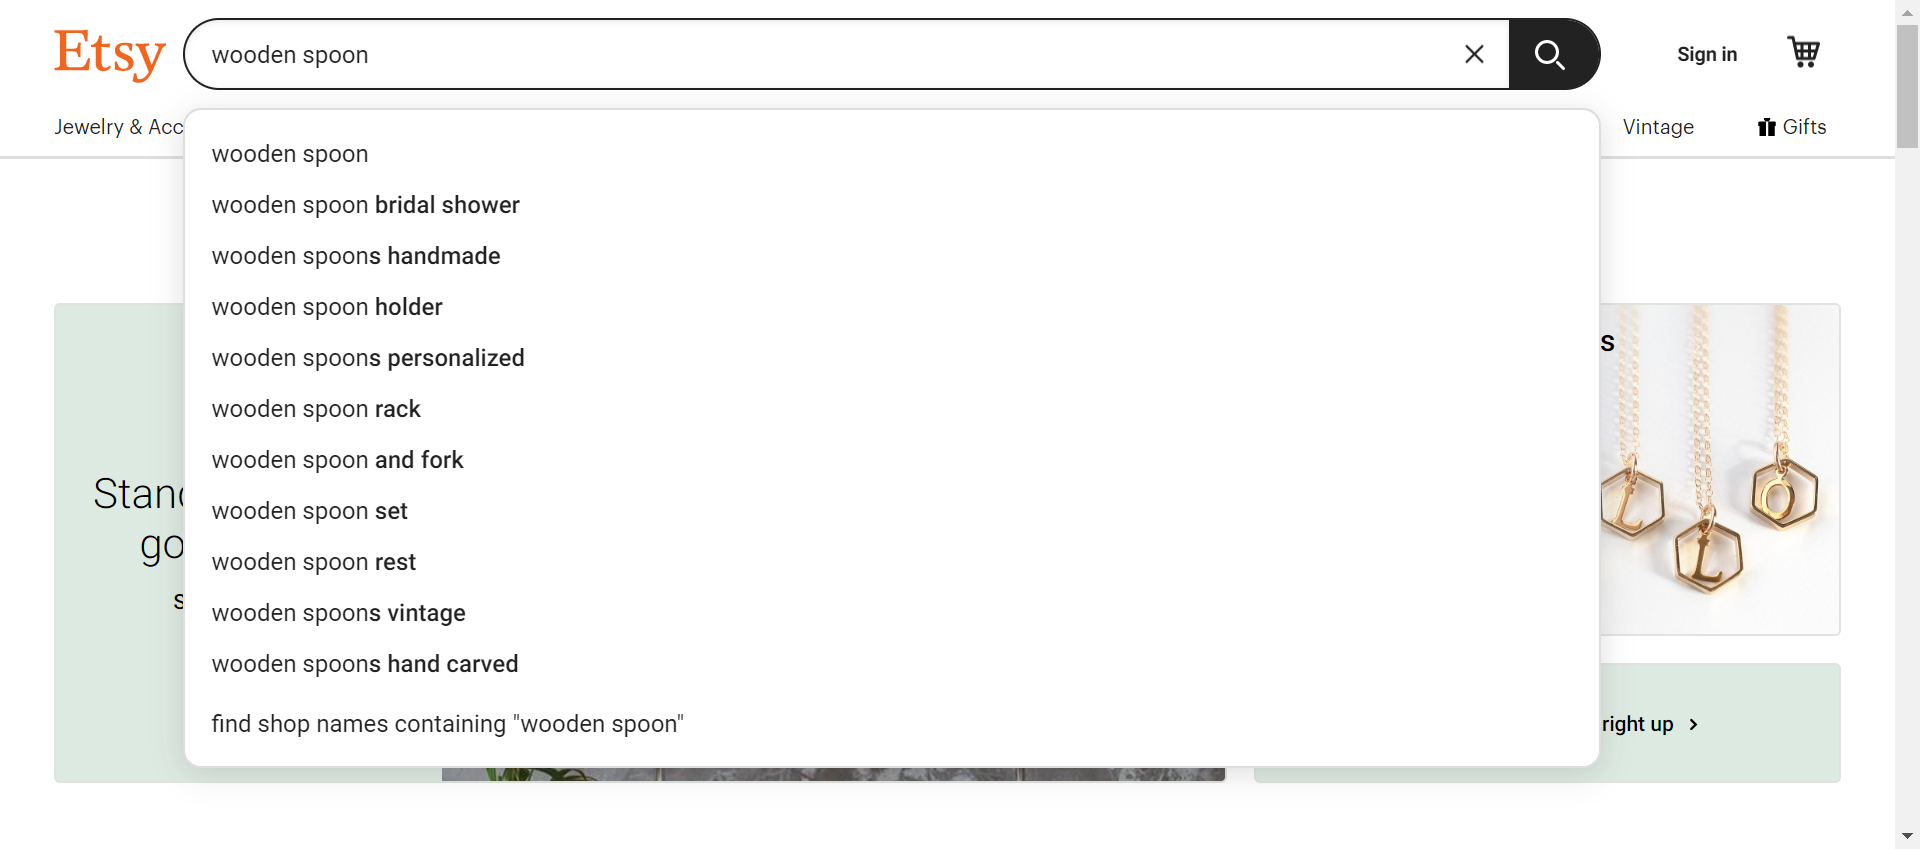 Etsy
wooden spoon
Sign in
Jewelry & Acc
Vintage
Gifts
wooden spoon
wooden spoon bridal shower
wooden spoons handmade
wooden spoon holder
wooden spoons personalized
wooden spoon rack
wooden spoon and fork
wooden spoon set
wooden spoon rest
wooden spoons vintage
wooden spoons hand carved
find shop names containing "wooden spoon"
Stan
go
s
s
L
L
O
right up